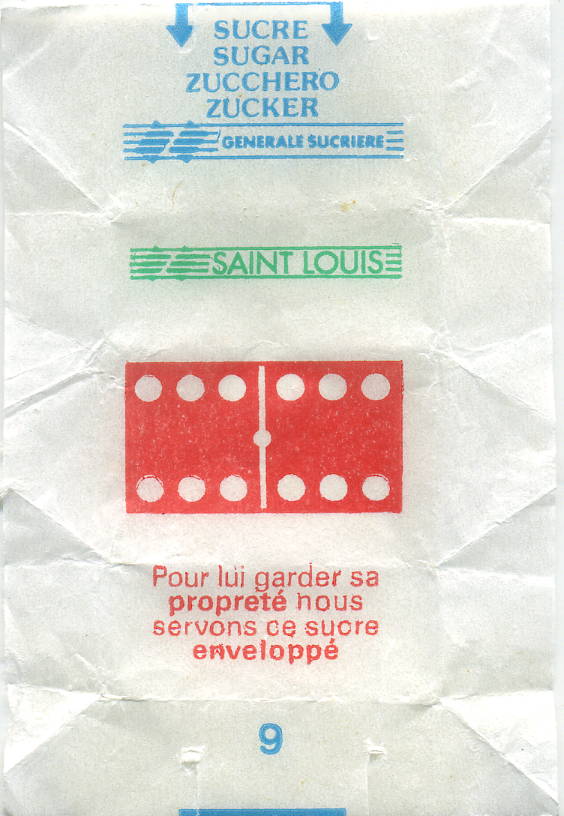 SUCRE
SUGAR
ZUCCHERO
ZUCKER
GENERALE SUCRIERE
SAINT LOUIS
Pour lui garder sa
propreté nous
servons ce sucre
enveloppé
9